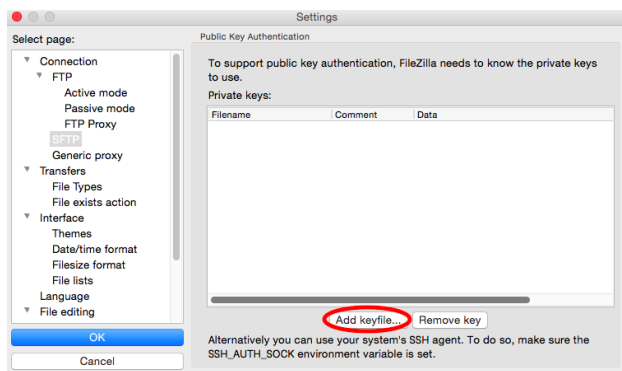 Settings
Select page:
Connection
FTP
Active mode
Passive mode
FTP Proxy
SFTP
Generic proxy
Transfers
File Types
File exists action
Interface
Themes
Date/time format
Filesize format
File lists
Language
File editing
OK
Cancel
Public Key Authentication
To support public key authentication, FileZilla needs to know the private keys
to use.
Private keys:
Filename Comment Data
Add keyfile... Remove key
Alternatively you can use your system's SSH agent. To do so, make sure the
SSH_AUTH_SOCK environment variable is set.